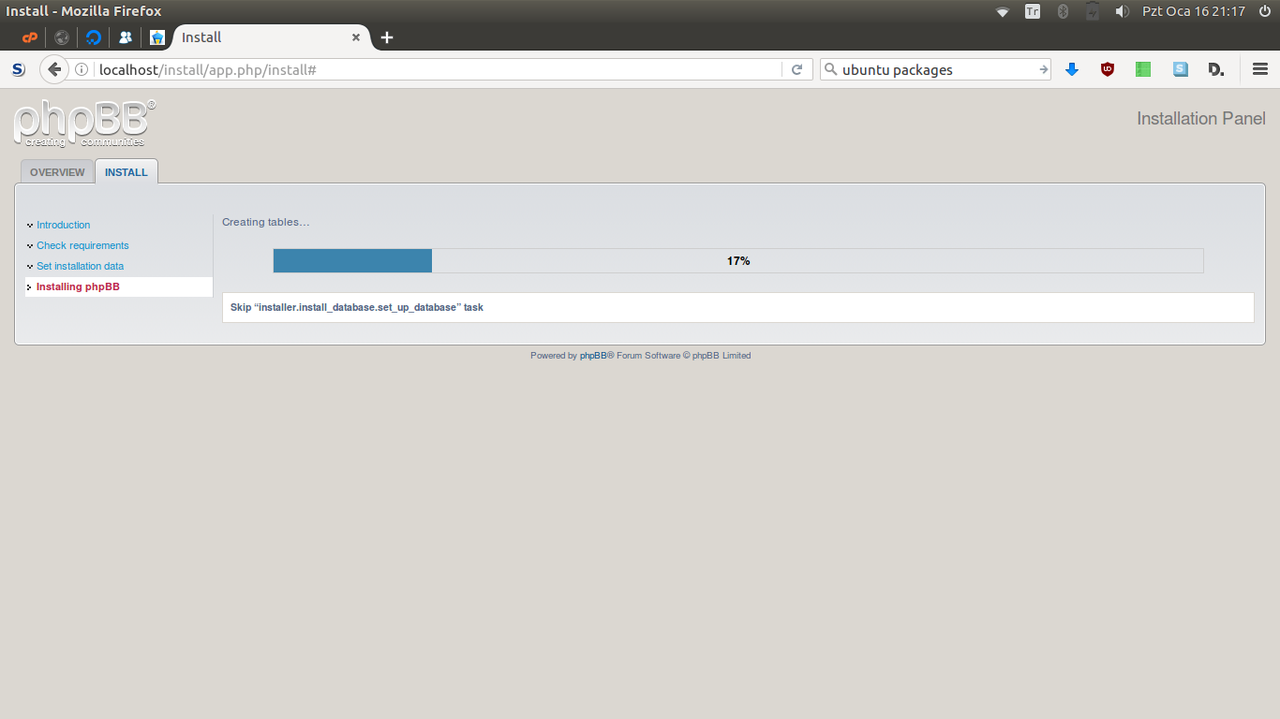 Install - Mozilla Firefox
Tr
Pzt Oca 16 21:17
cP
Install
S
localhost/install/app.php/install#
ubuntu packages
S
D.
phpBB®
creating communities
Installation Panel
OVERVIEW
INSTALL
Introduction
Check requirements
Set installation data
Installing phpBB
Creating tables…
17%
Skip “installer.install_database.set_up_database” task
Powered by phpBB® Forum Software © phpBB Limited